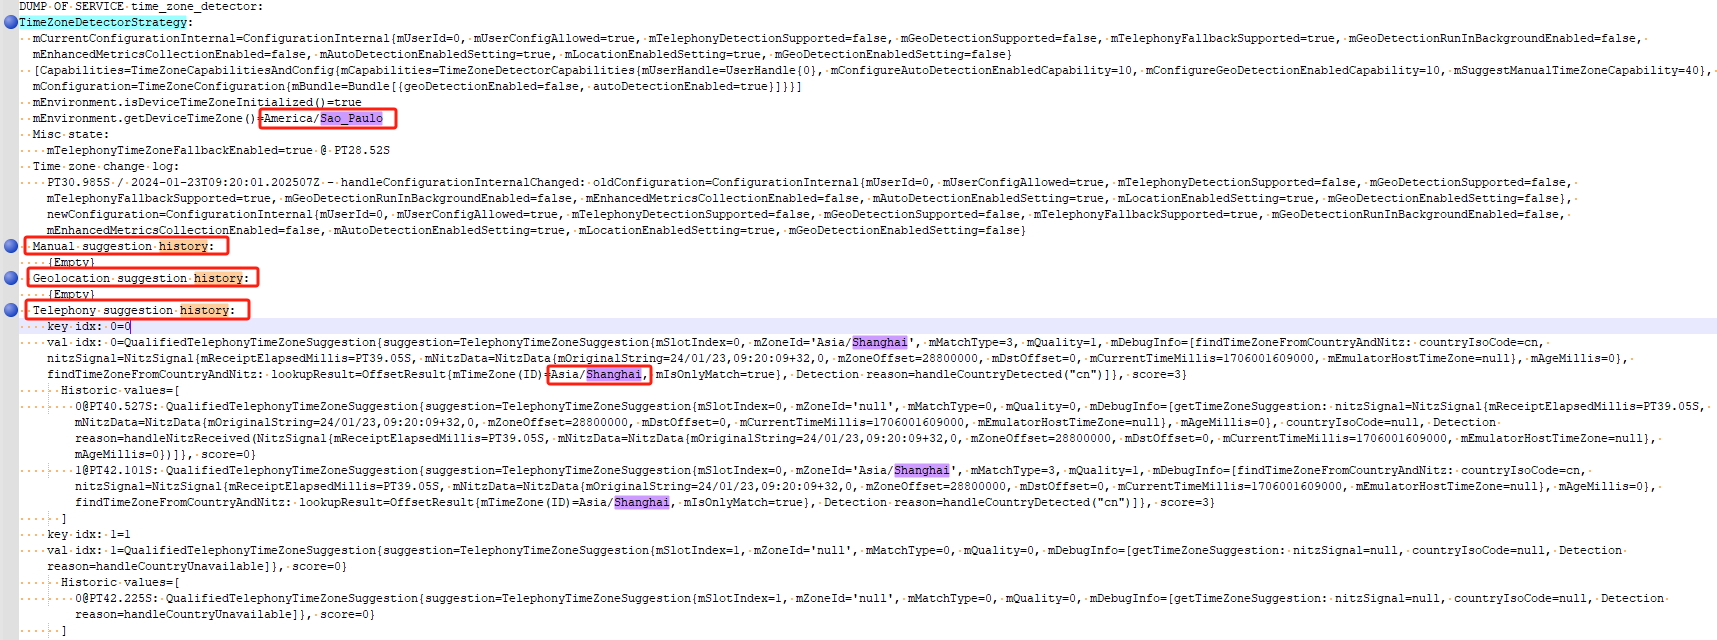 DUMP OF SERVICE time_zone_detector:
TimeZoneDetectorStrategy:
mCurrentConfigurationInternal=ConfigurationInternal{mUserId=0, mUserConfigAllowed=true, mTelephonyDetectionSupported=false, mGeoDetectionSupported=false, mTelephonyFallbackSupported=true, mGeoDetectionRunInBackgroundEnabled=false,
mEnhancedMetricsCollectionEnabled=false, mAutoDetectionEnabledSetting=true, mLocationEnabledSetting=true, mGeoDetectionEnabledSetting=false}
[Capabilities=TimeZoneCapabilitiesAndConfig{mCapabilities=TimeZoneDetectorCapabilities{mUserHandle=UserHandle{0}, mConfigureAutoDetectionEnabledCapability=10, mConfigureGeoDetectionEnabledCapability=10, mSuggestManualTimeZoneCapability=40},
mConfiguration=TimeZoneConfiguration{mBundle=Bundle[{geoDetectionEnabled=false, autoDetectionEnabled=true}]}}]
mEnvironment.isDeviceTimeZoneInitialized()=true
mEnvironment.getDeviceTimeZone()=America/Sao_Paulo
Misc state:
mTelephonyTimeZoneFallbackEnabled=true @ PT28.52S
Time zone change log:
PT30.985S / 2024-01-23T09:20:01.202507Z - handleConfigurationInternalChanged: oldConfiguration=ConfigurationInternal{mUserId=0, mUserConfigAllowed=true, mTelephonyDetectionSupported=false, mGeoDetectionSupported=false,
mTelephonyFallbackSupported=true, mGeoDetectionRunInBackgroundEnabled=false, mEnhancedMetricsCollectionEnabled=false, mAutoDetectionEnabledSetting=true, mLocationEnabledSetting=true, mGeoDetectionEnabledSetting=false},
newConfiguration=ConfigurationInternal{mUserId=0, mUserConfigAllowed=true, mTelephonyDetectionSupported=false, mGeoDetectionSupported=false, mTelephonyFallbackSupported=true, mGeoDetectionRunInBackgroundEnabled=false,
mEnhancedMetricsCollectionEnabled=false, mAutoDetectionEnabledSetting=true, mLocationEnabledSetting=true, mGeoDetectionEnabledSetting=false}
Manual suggestion history:
{Empty}
Geolocation suggestion history:
{Empty}
Telephony suggestion history:
key idx: 0=0
val idx: 0=QualifiedTelephonyTimeZoneSuggestion{suggestion=TelephonyTimeZoneSuggestion{mSlotIndex=0, mZoneId='Asia/Shanghai', mMatchType=3, mQuality=1, mDebugInfo=[findTimeZoneFromCountryAndNitz: countryIsoCode=cn,
nitzSignal=NitzSignal{mReceiptElapsedMillis=PT39.05S, mNitzData=NitzData{mOriginalString=24/01/23,09:20:09+32,0, mZoneOffset=28800000, mDstOffset=0, mCurrentTimeMillis=1706001609000, mEmulatorHostTimeZone=null}, mAgeMillis=0},
findTimeZoneFromCountryAndNitz: lookupResult=OffsetResult{mTimeZone(ID)=Asia/Shanghai, mIsOnlyMatch=true}, Detection reason=handleCountryDetected("cn")]}, score=3}
Historic values=[
0@PT40.527S: QualifiedTelephonyTimeZoneSuggestion{suggestion=TelephonyTimeZoneSuggestion{mSlotIndex=0, mZoneId='null', mMatchType=0, mQuality=0, mDebugInfo=[getTimeZoneSuggestion: nitzSignal=NitzSignal{mReceiptElapsedMillis=PT39.05S,
mNitzData=NitzData{mOriginalString=24/01/23,09:20:09+32,0, mZoneOffset=28800000, mDstOffset=0, mCurrentTimeMillis=1706001609000, mEmulatorHostTimeZone=null}, mAgeMillis=0}, countryIsoCode=null, Detection
reason=handleNitzReceived(NitzSignal{mReceiptElapsedMillis=PT39.05S, mNitzData=NitzData{mOriginalString=24/01/23,09:20:09+32,0, mZoneOffset=28800000, mDstOffset=0, mCurrentTimeMillis=1706001609000, mEmulatorHostTimeZone=null},
mAgeMillis=0})]}, score=0}
1@PT42.101S: QualifiedTelephonyTimeZoneSuggestion{suggestion=TelephonyTimeZoneSuggestion{mSlotIndex=0, mZoneId='Asia/Shanghai', mMatchType=3, mQuality=1, mDebugInfo=[findTimeZoneFromCountryAndNitz: countryIsoCode=cn,
nitzSignal=NitzSignal{mReceiptElapsedMillis=PT39.05S, mNitzData=NitzData{mOriginalString=24/01/23,09:20:09+32,0, mZoneOffset=28800000, mDstOffset=0, mCurrentTimeMillis=1706001609000, mEmulatorHostTimeZone=null}, mAgeMillis=0},
findTimeZoneFromCountryAndNitz: lookupResult=OffsetResult{mTimeZone(ID)=Asia/Shanghai, mIsOnlyMatch=true}, Detection reason=handleCountryDetected("cn")]}, score=3}
]
key idx: 1=1
val idx: 1=QualifiedTelephonyTimeZoneSuggestion{suggestion=TelephonyTimeZoneSuggestion{mSlotIndex=1, mZoneId='null', mMatchType=0, mQuality=0, mDebugInfo=[getTimeZoneSuggestion: nitzSignal=null, countryIsoCode=null, Detection
reason=handleCountryUnavailable]}, score=0}
Historic values=[
0@PT42.225S: QualifiedTelephonyTimeZoneSuggestion{suggestion=TelephonyTimeZoneSuggestion{mSlotIndex=1, mZoneId='null', mMatchType=0, mQuality=0, mDebugInfo=[getTimeZoneSuggestion: nitzSignal=null, countryIsoCode=null, Detection
reason=handleCountryUnavailable]}, score=0}
]